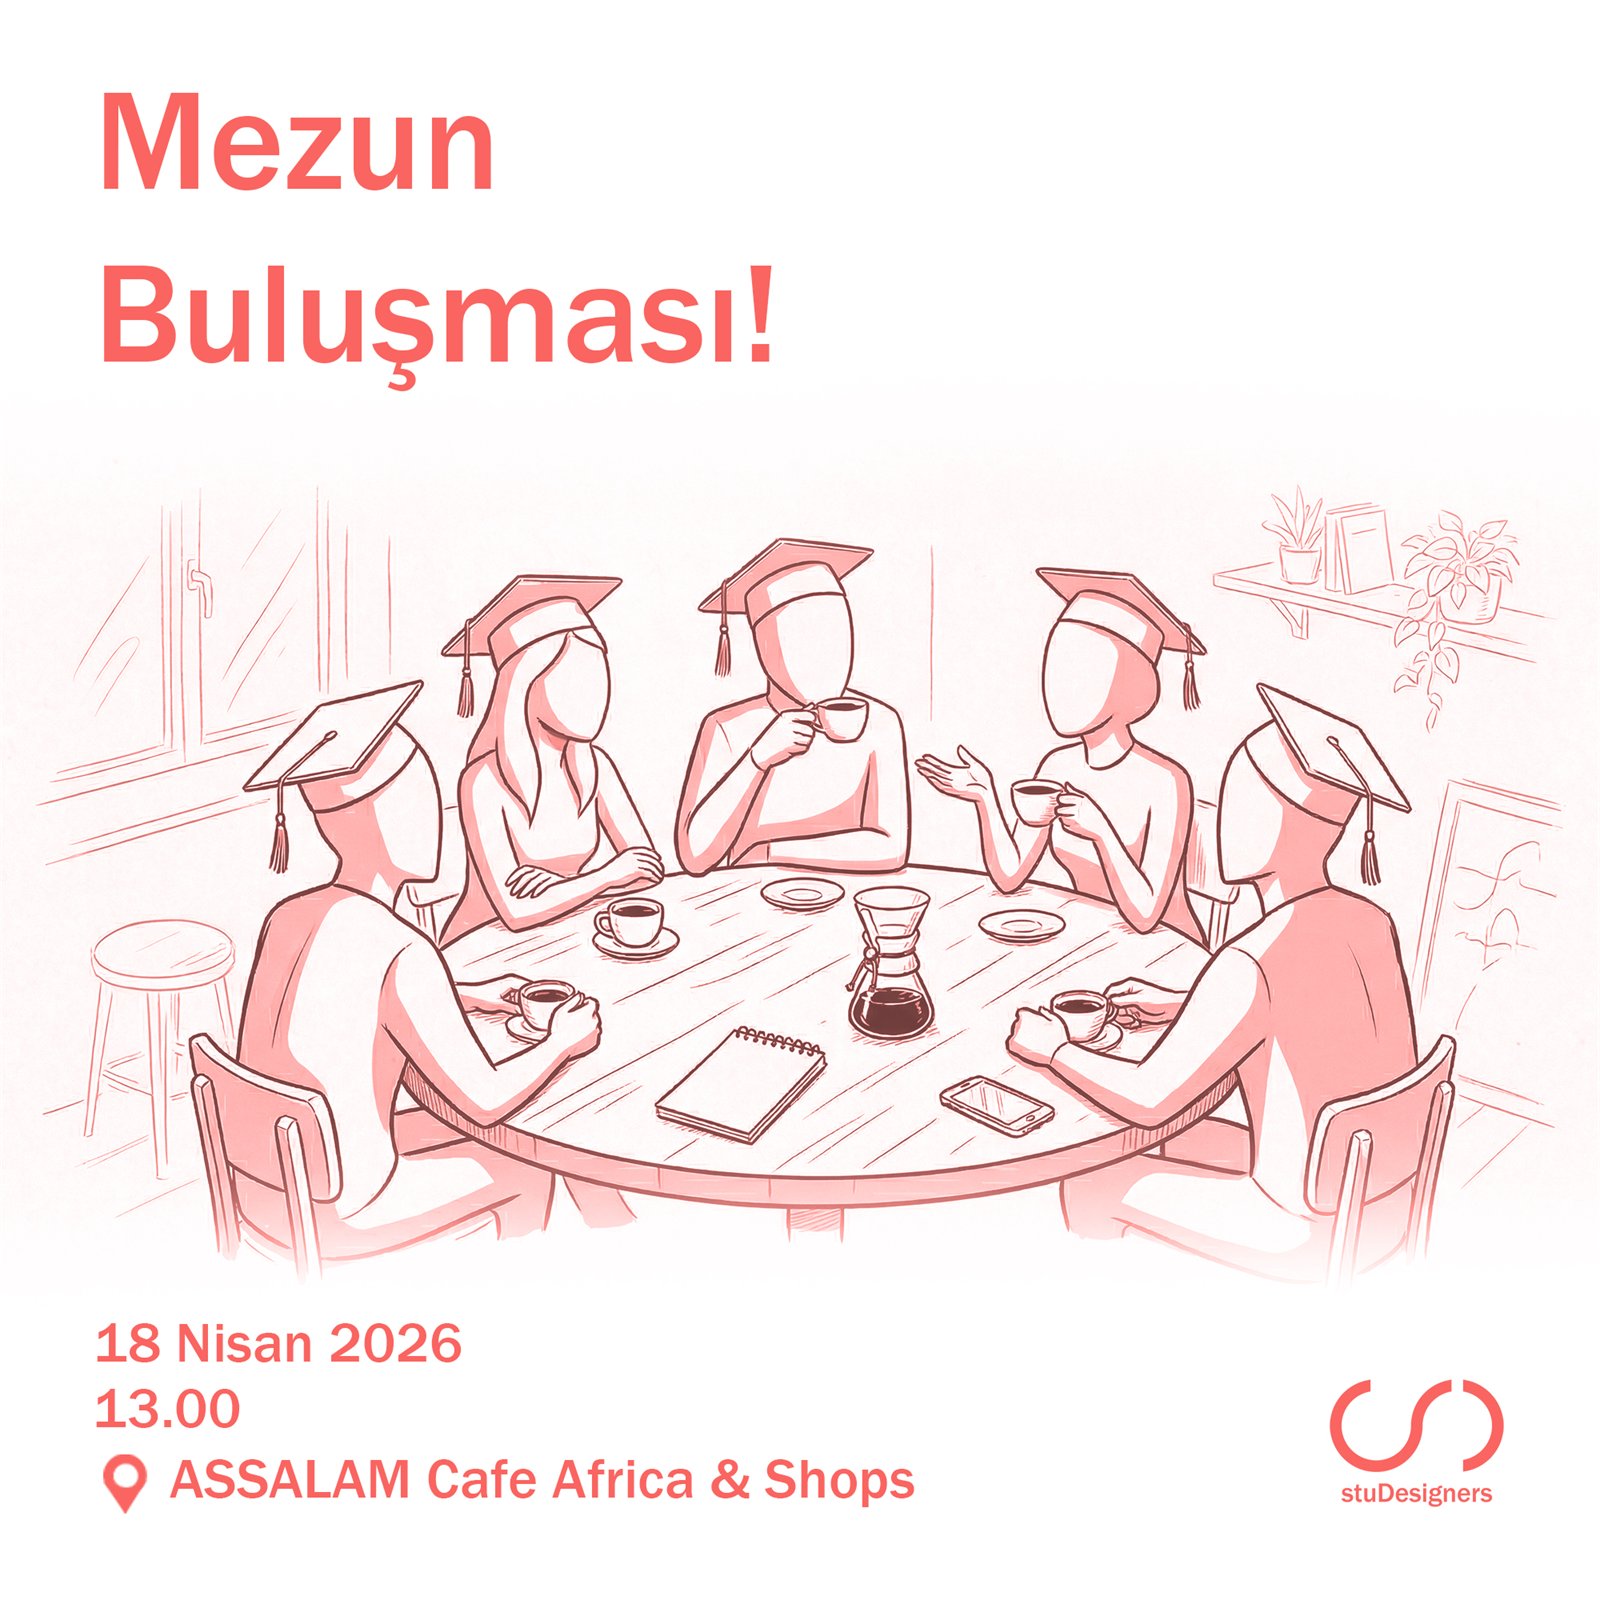 Mezun
Buluşması!
18 Nisan 2026
13.00
ASSALAM Cafe Africa & Shops
stuDesigners